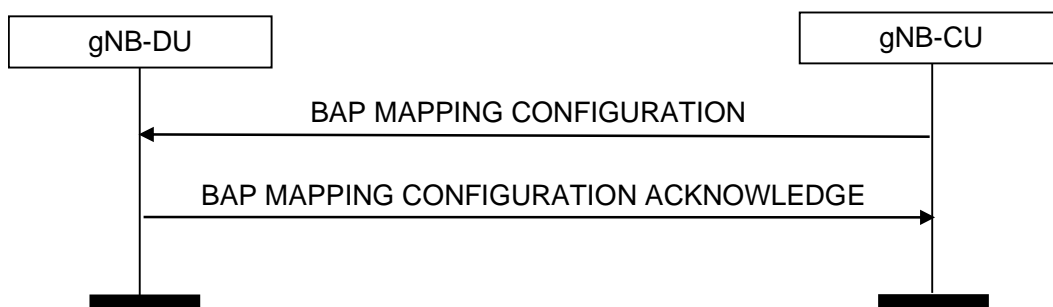 gNB-DU
gNB-CU
BAP MAPPING CONFIGURATION
BAP MAPPING CONFIGURATION ACKNOWLEDGE